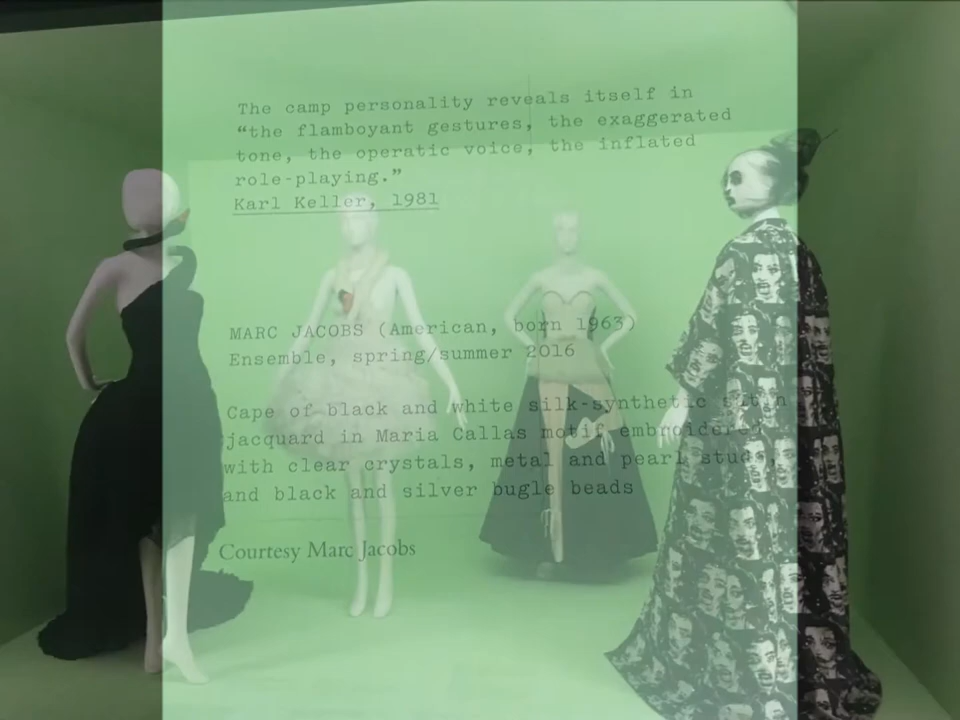 The camp personality reveals itself in
“the flamboyant gestures, the exaggerated
tone, the operatic voice, the inflated
role-playing.”
Karl Keller, 1981
MARC JACOBS (American, born 1963)
Ensemble, spring/summer 2016
Cape of black and white silk-synthetic
jacquard in Maria Callas motif embroidered
with clear crystals, metal and pearl studs,
and black and silver bugle beads
Courtesy Marc Jacobs